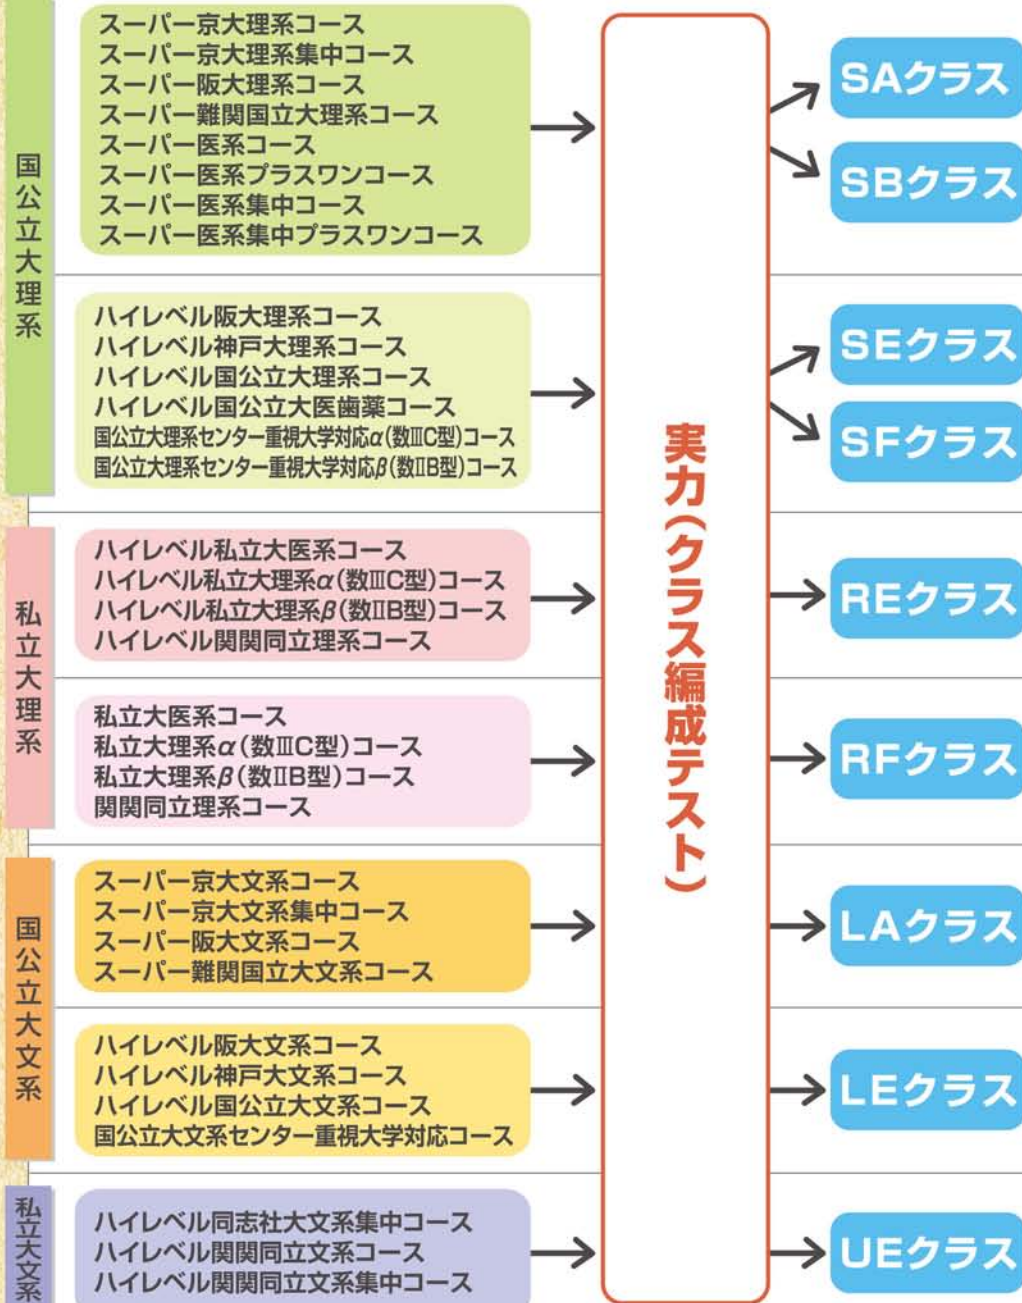 国公立大理系
スーパー京大理系コース
スーパー京大理系集中コース
スーパー阪大理系コース
スーパー難関国立大理系コース
スーパー医系コース
スーパー医系プラスワンコース
スーパー医系集中コース
スーパー医系集中プラスワンコース
SAクラス
SBクラス
ハイレベル阪大理系コース
ハイレベル神戸大理系コース
ハイレベル国公立大理系コース
ハイレベル国公立大医歯薬コース
国公立大理系センター重視大学対応α(数ⅢC型)コース
国公立大理系センター重視大学対応β(数ⅡB型)コース
SEクラス
SFクラス
実力(クラス編成テスト)
私立大理系
ハイレベル私立大医系コース
ハイレベル私立大理系α(数ⅢC型)コース
ハイレベル私立大理系β(数ⅡB型)コース
ハイレベル関関同立理系コース
REクラス
私立大医系コース
私立大理系α(数ⅢC型)コース
私立大理系β(数ⅡB型)コース
関関同立理系コース
RFクラス
国公立大文系
スーパー京大文系コース
スーパー京大文系集中コース
スーパー阪大文系コース
スーパー難関国立大文系コース
LAクラス
ハイレベル阪大文系コース
ハイレベル神戸大文系コース
ハイレベル国公立大文系コース
国公立大文系センター重視大学対応コース
LEクラス
私立大文系
ハイレベル同志社大文系集中コース
ハイレベル関関同立文系コース
ハイレベル関関同立文系集中コース
UEクラス